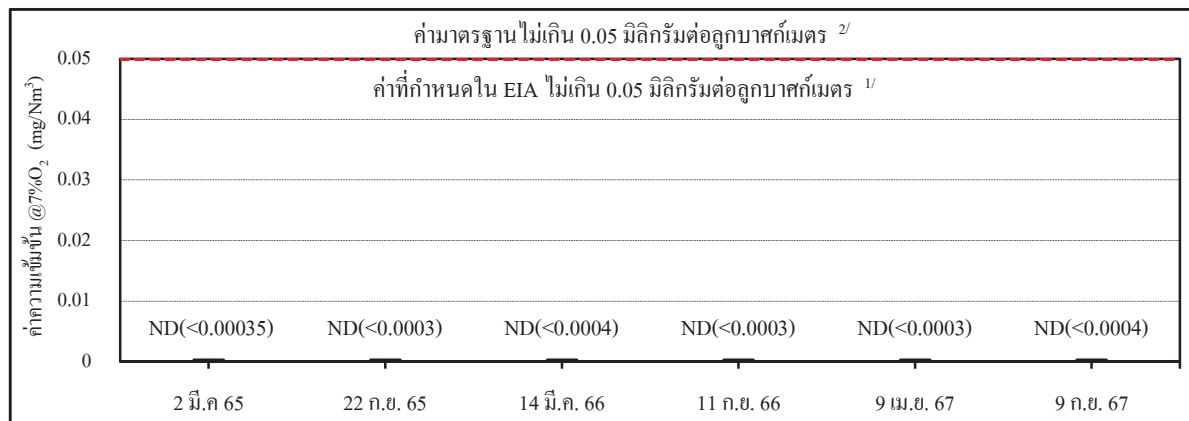 ค่ามาตรฐานไม่เกิน 0.05 มิลิกรัมต่อลูกบาศก์เมตร 2/
ค่าที่กำหนดใน EIA ไม่เกิน 0.05 มิลิกรัมต่อลูกบาศก์เมตร 1/
ค่าความเข้มข้น @7%O2 (mg/Nm3)
0.05
0.04
0.03
0.02
0.01
0
ND(<0.00035) ND(<0.0003) ND(<0.0004) ND(<0.0003) ND(<0.0003) ND(<0.0004)
2 มี.ค 65 22 ก.ย. 65 14 มี.ค. 66 11 ก.ย. 66 9 เม.ย. 67 9 ก.ย. 67